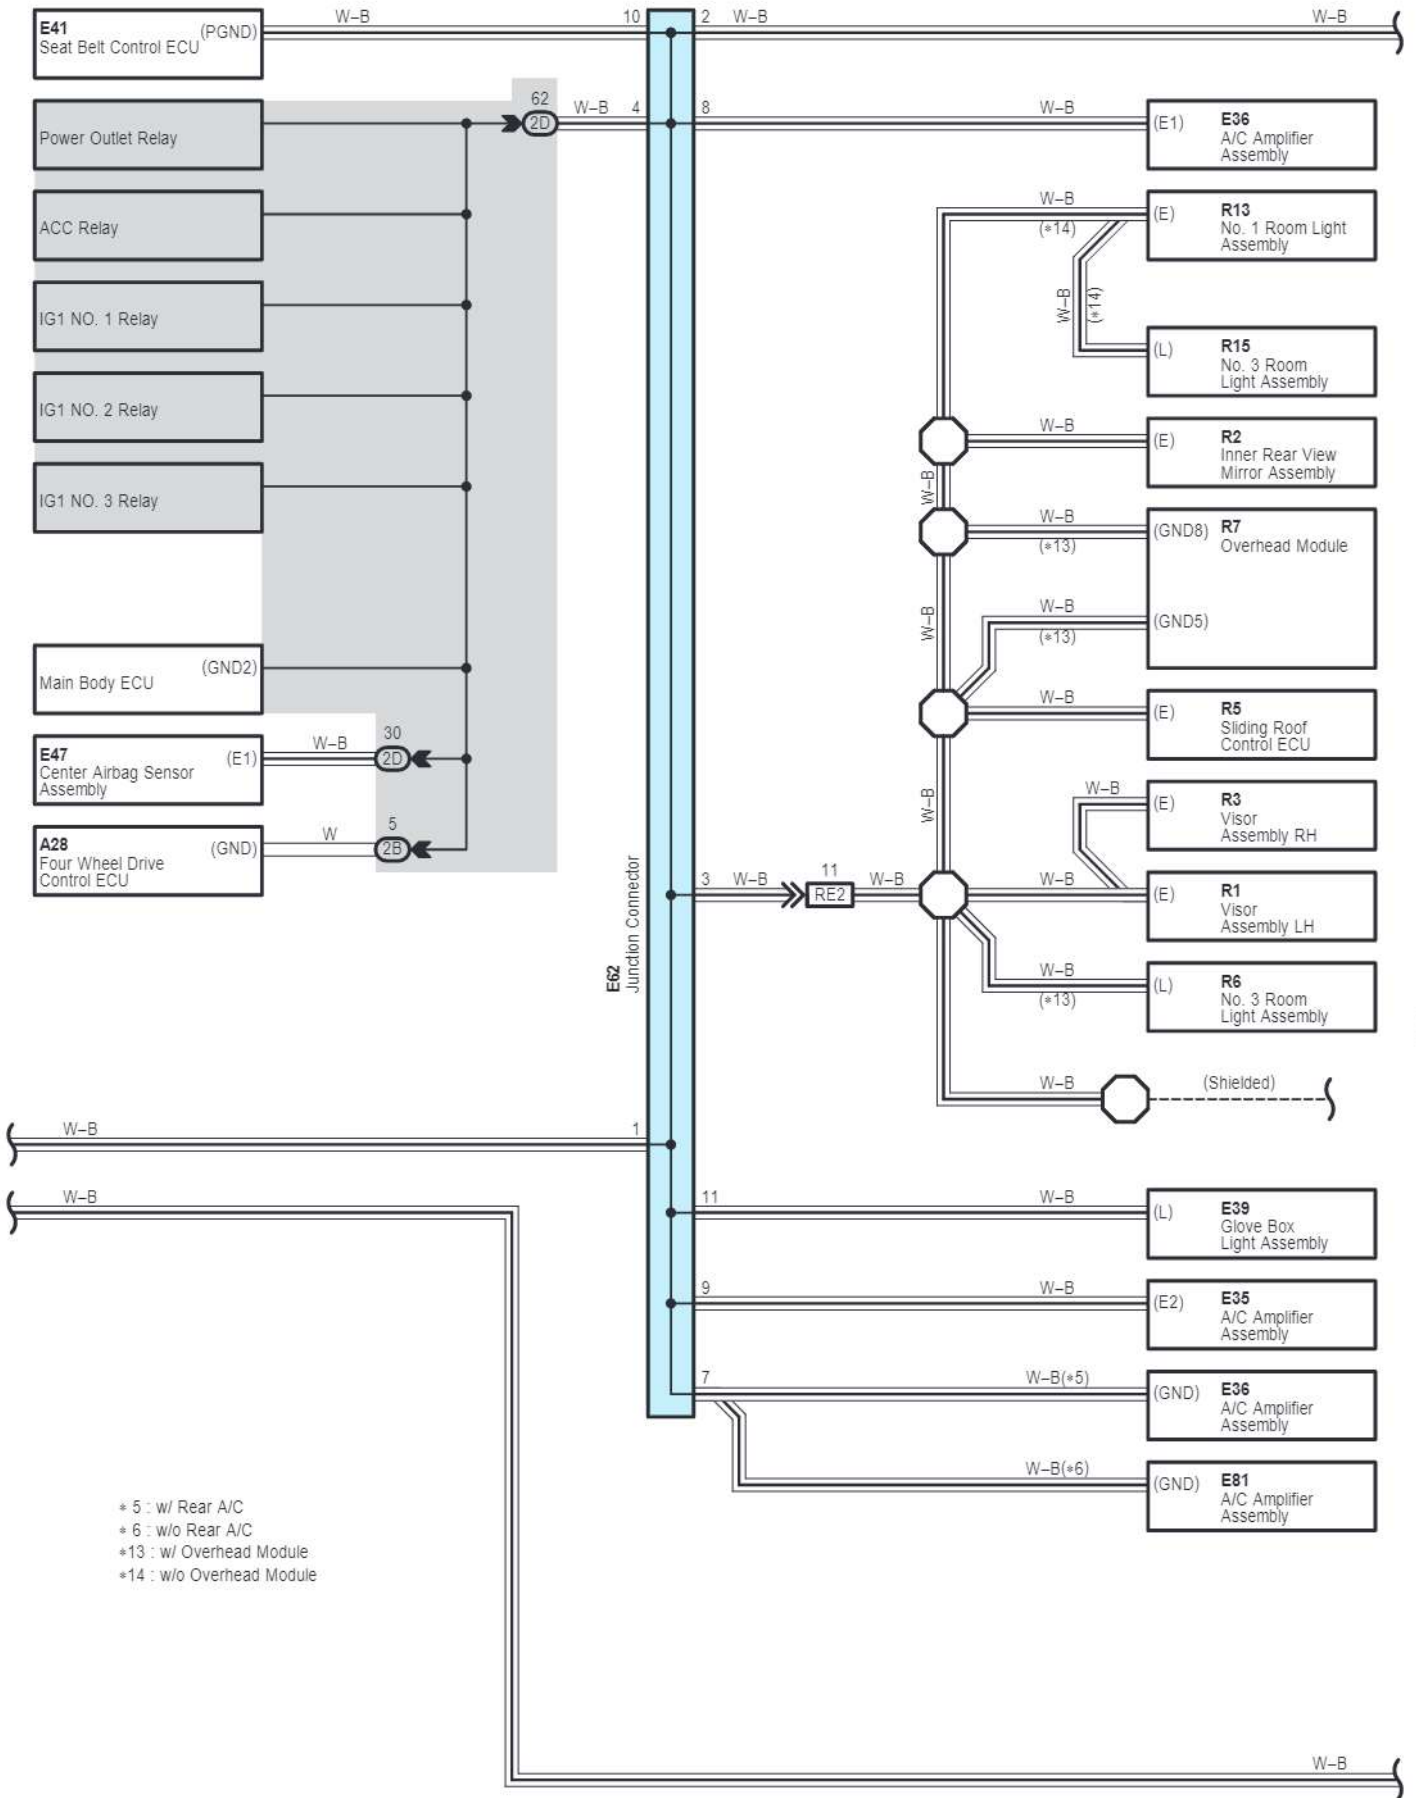 W–B
10
2
W–B
W–B
E41
(PGND)
Seat Belt Control ECU
62
2D
W–B
4
8
W–B
(E1)
E36
A/C Amplifier
Assembly
Power Outlet Relay
ACC Relay
IG1 NO. 1 Relay
IG1 NO. 2 Relay
IG1 NO. 3 Relay
(GND2)
Main Body ECU
E47
(E1)
Center Airbag Sensor
Assembly
W–B
30
2D
A28
(GND)
Four Wheel Drive
Control ECU
W
5
2B
W–B
(∗14)
(E)
R13
No. 1 Room Light
Assembly
W–B
(∗14)
(L)
R15
No. 3 Room
Light Assembly
W–B
(E)
R2
Inner Rear View
Mirror Assembly
W–B
W–B
(∗13)
(GND8)
R7
Overhead Module
W–B
W–B
(∗13)
(GND5)
W–B
(E)
R5
Sliding Roof
Control ECU
W–B
W–B
(E)
R3
Visor
Assembly RH
E62
Junction Connector
3
W–B
11
RE2
W–B
W–B
(E)
R1
Visor
Assembly LH
W–B
(∗13)
(L)
R6
No. 3 Room
Light Assembly
W–B
(Shielded)
W–B
1
W–B
11
W–B
(L)
E39
Glove Box
Light Assembly
9
W–B
(E2)
E35
A/C Amplifier
Assembly
7
W–B(∗5)
(GND)
E36
A/C Amplifier
Assembly
W–B(∗6)
(GND)
E81
A/C Amplifier
Assembly
∗ 5 : w/ Rear A/C
∗ 6 : w/o Rear A/C
∗13 : w/ Overhead Module
∗14 : w/o Overhead Module
W–B